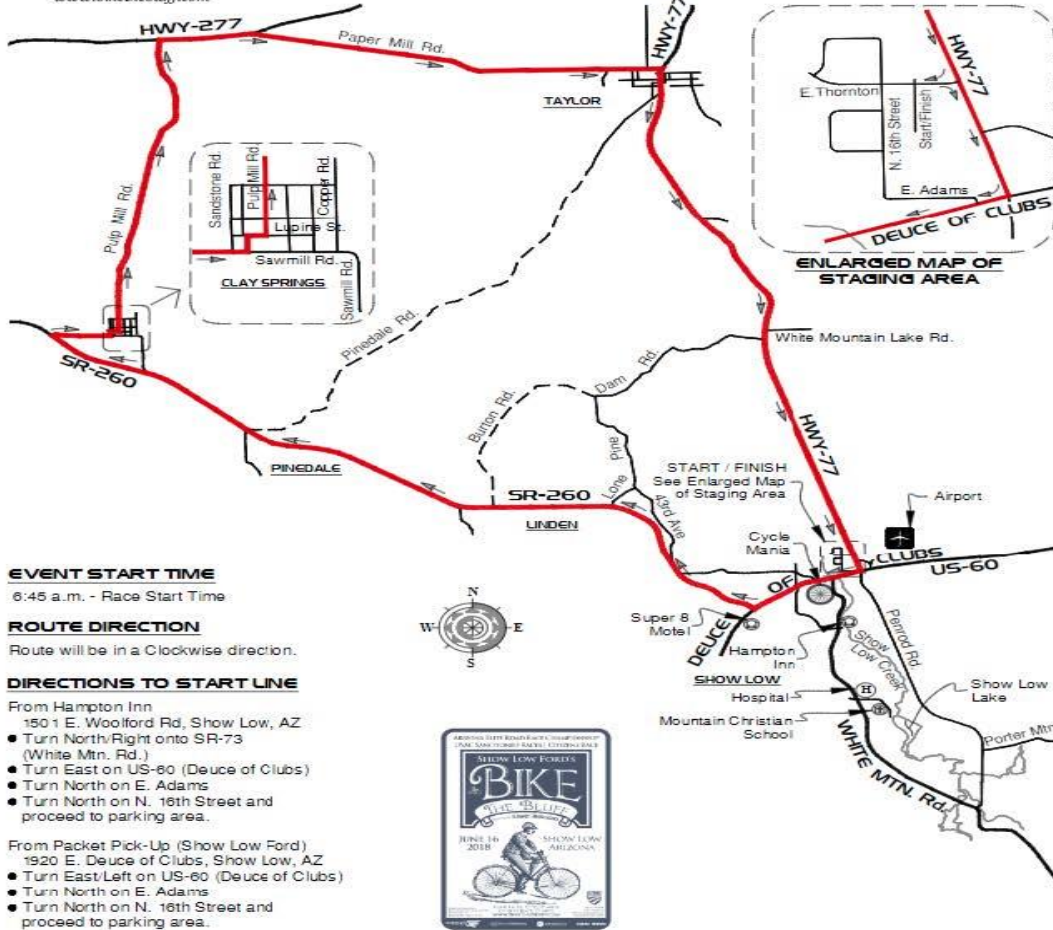 HWY-277
Paper Mill Rd.
HWY-77
TAYLOR
HWY-77
E. Thornton
N. 16th Street
Start/Finish
E. Adams
DEUCE OF CLUBS
ENLARGED MAP OF
STAGING AREA
Sandstone Rd.
Pulp Mill Rd.
Copper Rd.
Lupine St.
Sawmill Rd.
Sawmill Rd.
CLAY SPRINGS
Pulp Mill Rd.
Pinedale Rd.
White Mountain Lake Rd.
SR-260
Burton Rd.
Lone Pine Dam Rd.
HWY-77
PINEDALE
SR-260
LINDEN
43rd Ave
START / FINISH
See Enlarged Map
of Staging Area
Airport
Cycle
Mania
DEUCE OF CLUBS
US-60
Super 8
Motel
Hampton
Inn
Show Low Creek
Penrod Rd.
SHOW LOW
Hospital
H
Show Low
Lake
Mountain Christian
School
Porter Mtn
WHITE MTN. Rd.
N
W
E
S
EVENT START TIME
6:45 a.m. - Race Start Time
ROUTE DIRECTION
Route will be in a Clockwise direction.
DIRECTIONS TO START LINE
From Hampton Inn
1501 E. Woolford Rd, Show Low, AZ
● Turn North/Right onto SR-73
(White Mtn. Rd.)
● Turn East on US-60 (Deuce of Clubs)
● Turn North on E. Adams
● Turn North on N. 16th Street and
proceed to parking area.
From Packet Pick-Up (Show Low Ford)
1920 E. Deuce of Clubs, Show Low, AZ
● Turn East/Left on US-60 (Deuce of Clubs)
● Turn North on E. Adams
● Turn North on N. 16th Street and
proceed to parking area.
SHOW LOW FORD'S
BIKE
THE BLUFF
JUNE 16
2018
SHOW LOW
ARIZONA